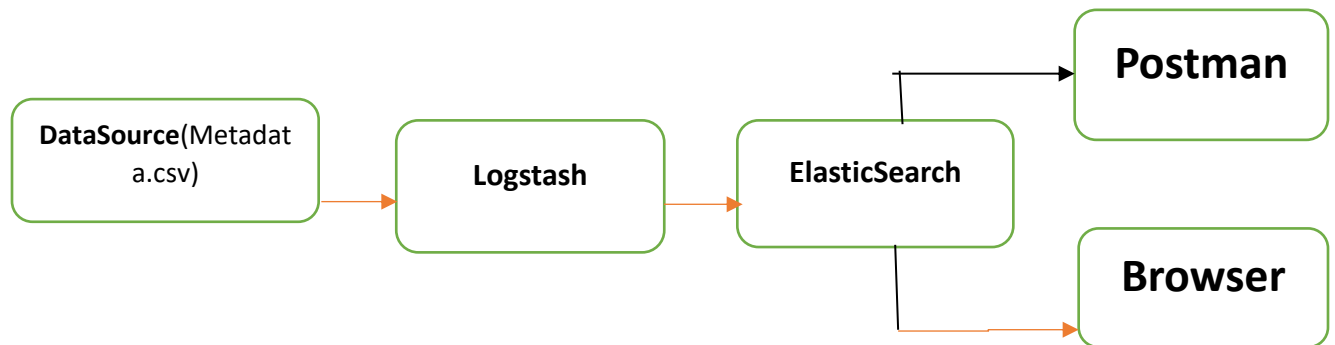 DataSource(Metadat
a.csv)
Logstash
ElasticSearch
Postman
Browser